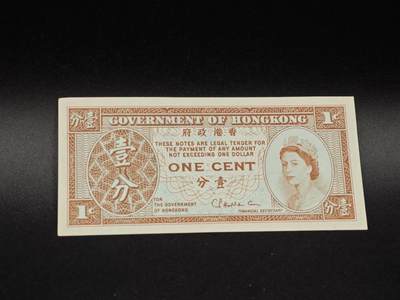 分壹 GOVERNMENT OF HONGKONG 1¢
府政港香
THESE NOTES ARE LEGAL TENDER FOR
THE PAYMENT OF ANY AMOUNT
NOT EXCEEDING ONE DOLLAR
壹分
ONE CENT
分壹
FOR
THE GOVERNMENT
OF HONGKONG
FINANCIAL SECRETARY
1¢ 分壹